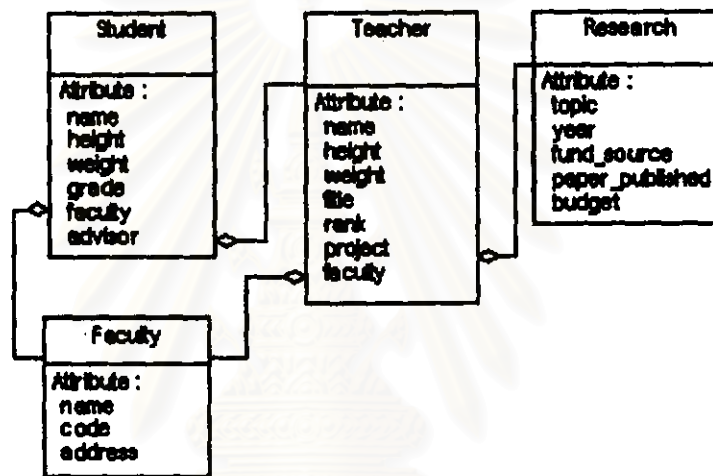 Student
Attribute :
name
height
weight
grade
faculty
advisor
Teacher
Attribute :
name
height
weight
title
rank
project
faculty
Research
Attribute :
topic
year
fund_source
paper_published
budget
Faculty
Attribute :
name
code
address